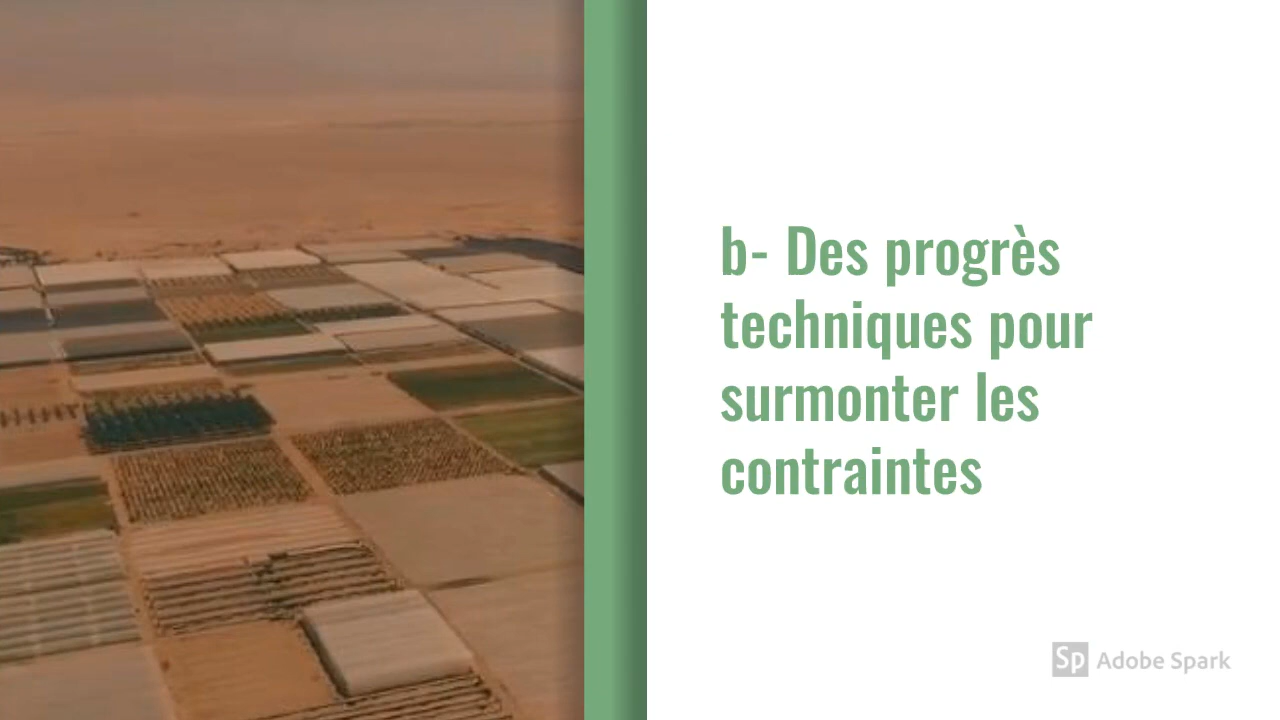 b- Des progrès
techniques pour
surmonter les
contraintes
Sp Adobe Spark